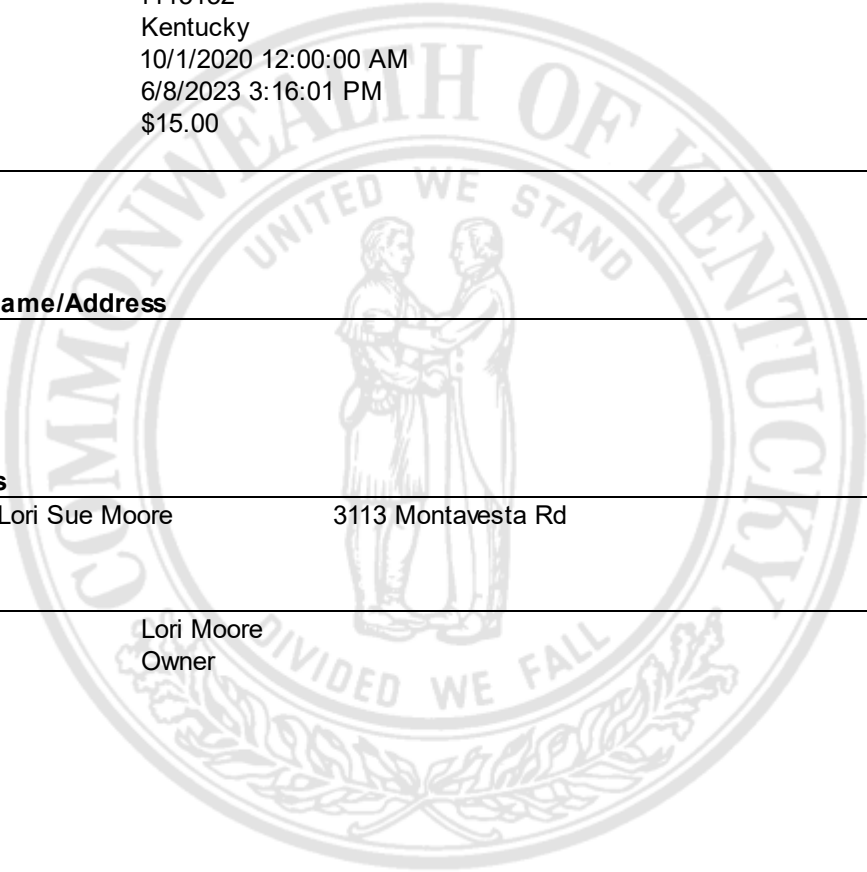 Kentucky
10/1/2020 12:00:00 AM
6/8/2023 3:16:01 PM
$15.00
COMMONWEALTH OF KENTUCKY
UNITED WE STAND
ame/Address
s
Lori Sue Moore 3113 Montavesta Rd
Lori Moore
Owner
DIVIDED WE FALL